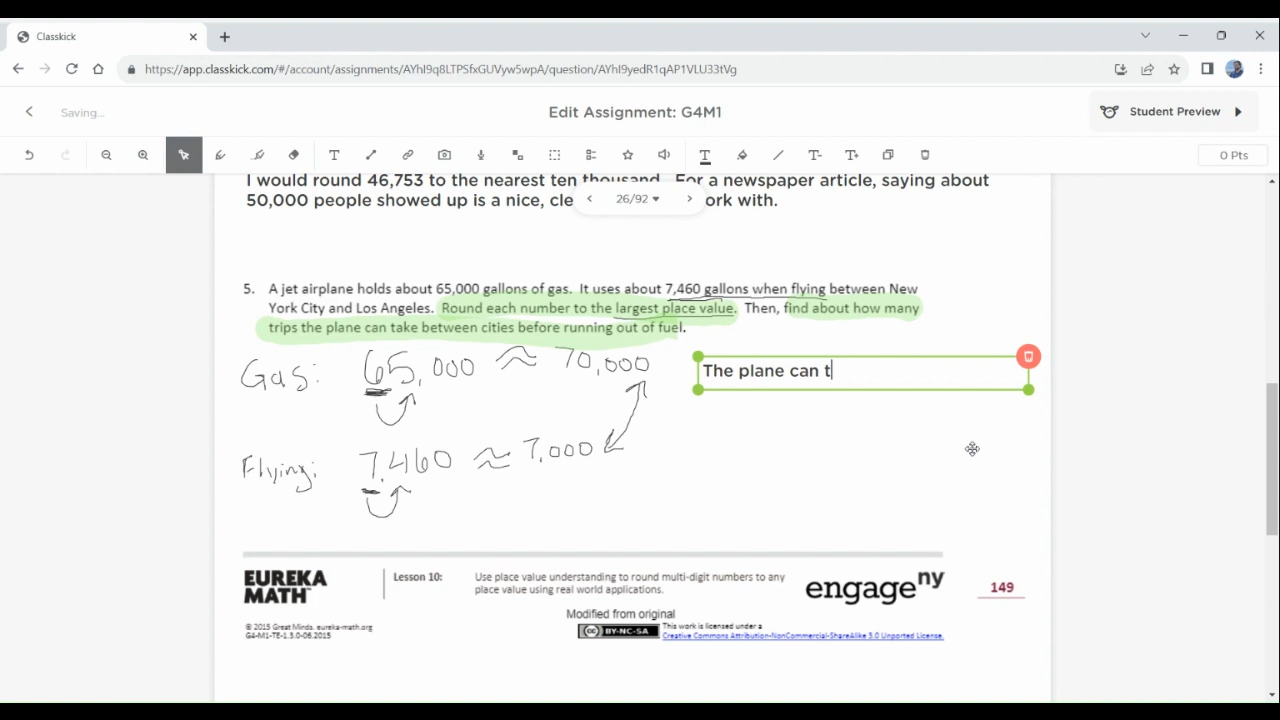 Classkick
https://app.classkick.com/#/account/assignments/AYhI9q8LTPSfxGUVyw5wpA/question/AYhI9yedR1qAP1VLU33tVg
Saving...
Edit Assignment: G4M1
Student Preview
T T T- T+
0 Pts
I would round 46,753 to the nearest ten thousand. For a newspaper article, saying about
50,000 people showed up is a nice, cle ork with.
26/92
5. A jet airplane holds about 65,000 gallons of gas. It uses about 7,460 gallons when flying between New
York City and Los Angeles. Round each number to the largest place value. Then, find about how many
trips the plane can take between cities before running out of fuel.
Gas: 65,000 ≈ 70,000
The plane can t
Flying: 7,460 ≈ 7,000
EUREKA
MATH™
Lesson 10:
Use place value understanding to round multi-digit numbers to any
place value using real world applications.
engageny
149
Modified from original
© 2015 Great Minds. eureka-math.org
G4-M1-TE-1.3.0-06.2015
cc BY-NC-SA
This work is licensed under a
Creative Commons Attribution-NonCommercial-ShareAlike 3.0 Unported License.